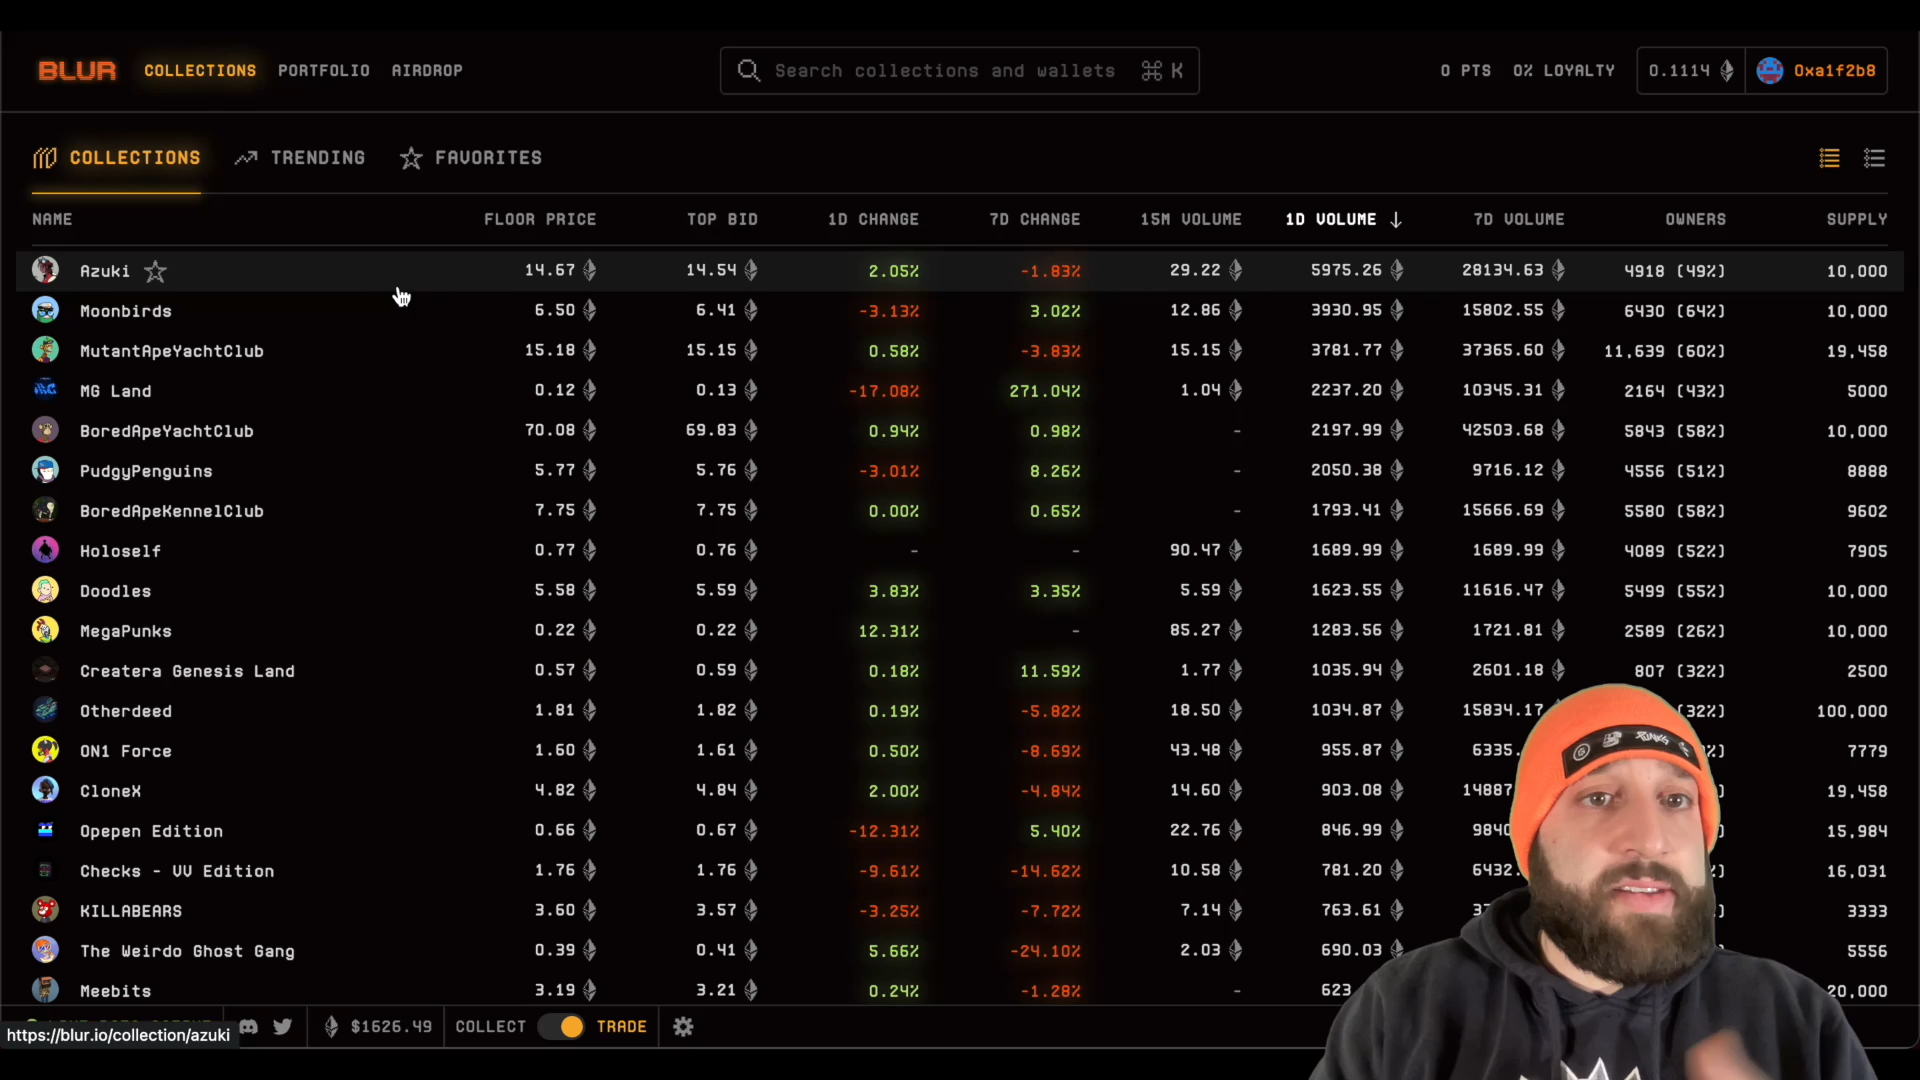 BLUR COLLECTIONS PORTFOLIO AIRDROP Search collections and wallets ⌘ K 0 PTS 0% LOYALTY 0.1114 0xa1f2b8
COLLECTIONS TRENDING FAVORITES
NAME FLOOR PRICE TOP BID 1D CHANGE 7D CHANGE 15M VOLUME 1D VOLUME ↓ 7D VOLUME OWNERS SUPPLY
Azuki 14.67 14.54 2.05% -1.83% 29.22 5975.26 28134.63 4918 (49%) 10,000
Moonbirds 6.50 6.41 -3.13% 3.02% 12.86 3930.95 15802.55 6430 (64%) 10,000
MutantApeYachtClub 15.18 15.15 0.58% -3.83% 15.15 3781.77 37365.60 11,639 (60%) 19,458
MG Land 0.12 0.13 -17.08% 271.04% 1.04 2237.20 10345.31 2164 (43%) 5000
BoredApeYachtClub 70.08 69.83 0.94% 0.98% - 2197.99 42503.68 5843 (58%) 10,000
PudgyPenguins 5.77 5.76 -3.01% 8.26% - 2050.38 9716.12 4556 (51%) 8888
BoredApeKennelClub 7.75 7.75 0.00% 0.65% - 1793.41 15666.69 5580 (58%) 9602
Holoself 0.77 0.76 - - 90.47 1689.99 1689.99 4089 (52%) 7905
Doodles 5.58 5.59 3.83% 3.35% 5.59 1623.55 11616.47 5499 (55%) 10,000
MegaPunks 0.22 0.22 12.31% - 85.27 1283.56 1721.81 2589 (26%) 10,000
Createra Genesis Land 0.57 0.59 0.18% 11.59% 1.77 1035.94 2601.18 807 (32%) 2500
Otherdeed 1.81 1.82 0.19% -5.82% 18.50 1034.87 15834.17 32%) 100,000
ON1 Force 1.60 1.61 0.50% -8.69% 43.48 955.87 6335. 7779
CloneX 4.82 4.84 2.00% -4.84% 14.60 903.08 14887 19,458
Opepen Edition 0.66 0.67 -12.31% 5.40% 22.76 846.99 9840 15,984
Checks - VV Edition 1.76 1.76 -9.61% -14.62% 10.58 781.20 6432. 16,031
KILLABEARS 3.60 3.57 -3.25% -7.72% 7.14 763.61 3333
The Weirdo Ghost Gang 0.39 0.41 5.66% -24.10% 2.03 690.03 5556
Meebits 3.19 3.21 0.24% -1.28% - 623 20,000
$1626.49 COLLECT TRADE
https://blur.io/collection/azuki